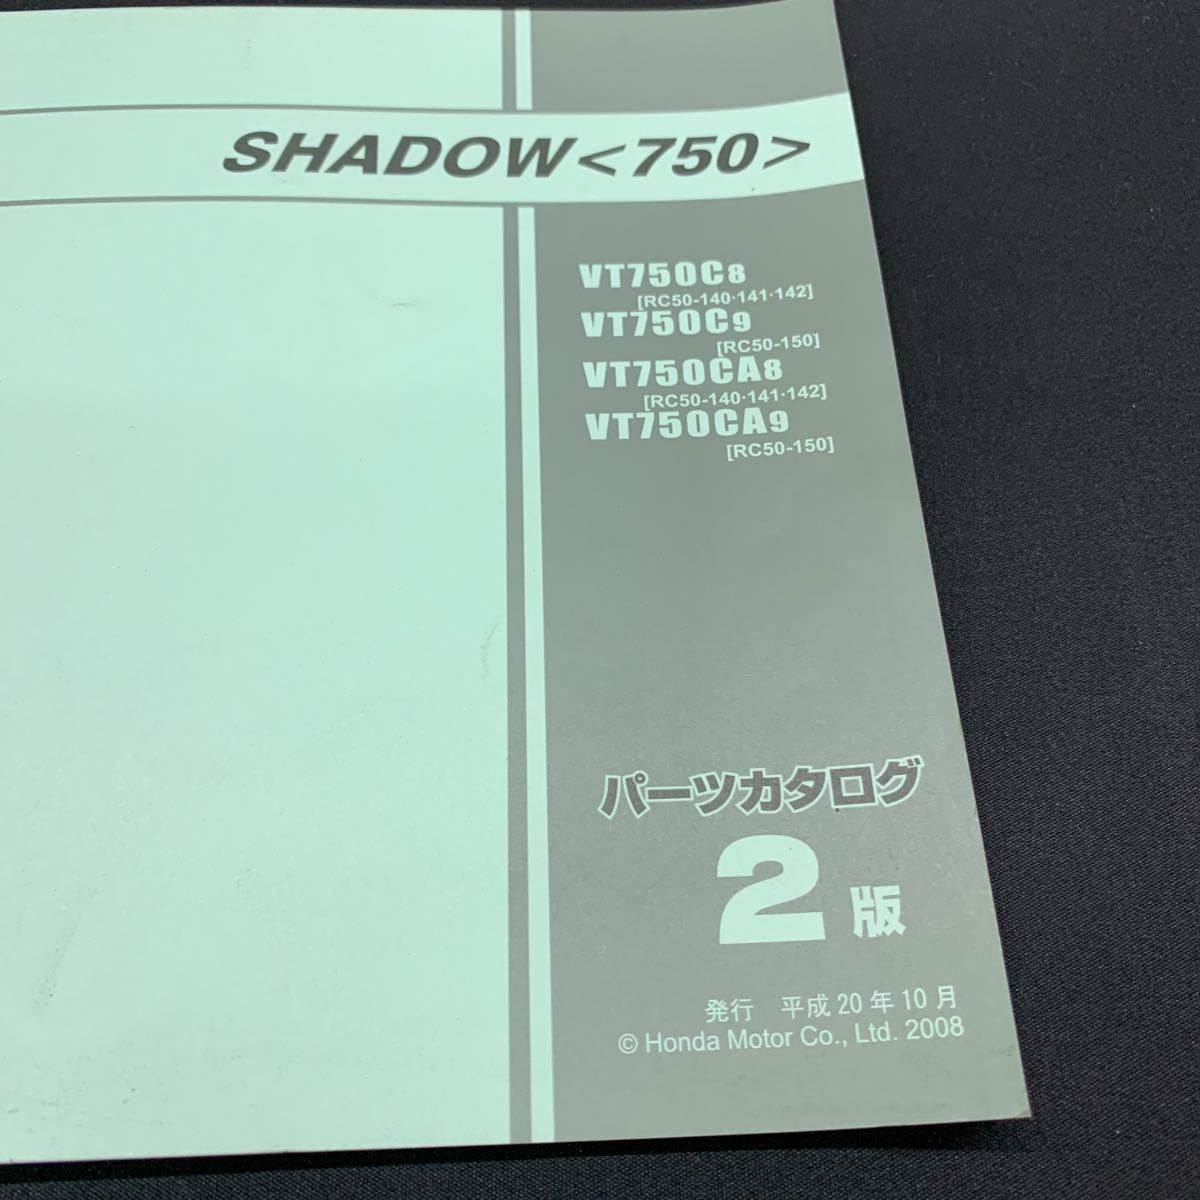 SHADOW<750>
VT750C8
[RC50-140·141·142]
VT750C9
[RC50-150]
VT750CA8
[RC50-140·141·142]
VT750CA9
[RC50-150]
パーツカタログ
2版
発行 平成20年10月
© Honda Motor Co., Ltd. 2008